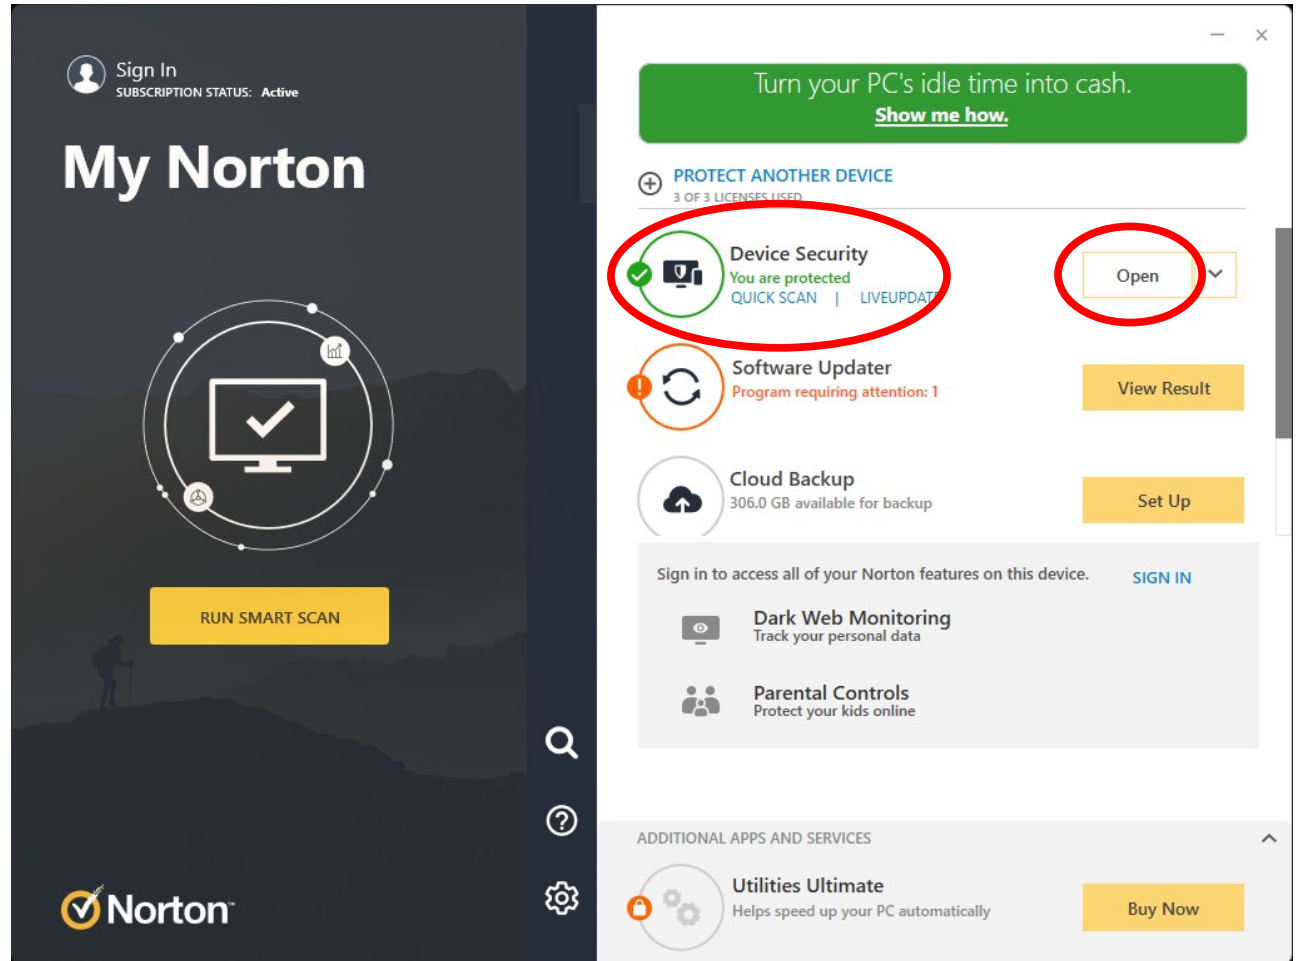 Sign In
SUBSCRIPTION STATUS: Active
My Norton
RUN SMART SCAN
Norton
Turn your PC's idle time into cash.
Show me how.
PROTECT ANOTHER DEVICE
3 OF 3 LICENSES USED
Device Security
You are protected
QUICK SCAN | LIVEUPDATE
Open
Software Updater
Program requiring attention: 1
View Result
Cloud Backup
306.0 GB available for backup
Set Up
Sign in to access all of your Norton features on this device. SIGN IN
Dark Web Monitoring
Track your personal data
Parental Controls
Protect your kids online
ADDITIONAL APPS AND SERVICES
Utilities Ultimate
Helps speed up your PC automatically
Buy Now